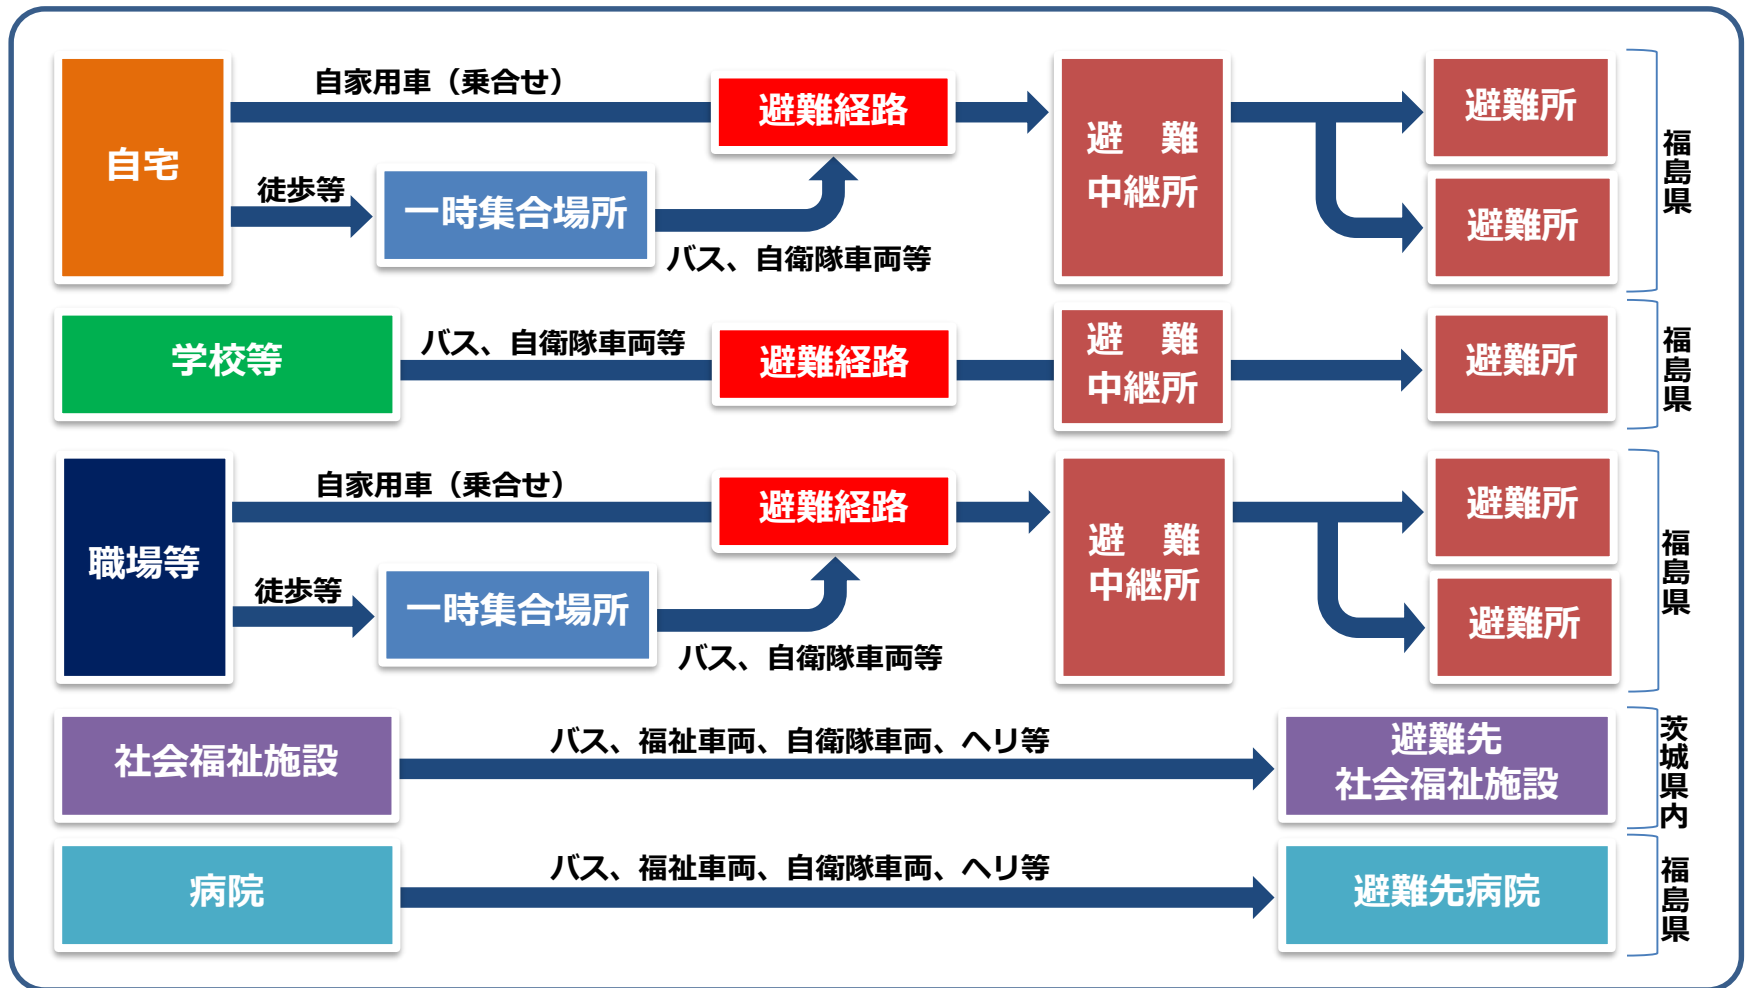 自宅
自家用車（乗合せ）
徒歩等
一時集合場所
バス、自衛隊車両等
避難経路
避　難
中継所
避難所
避難所
福島県
学校等
バス、自衛隊車両等
避難経路
避　難
中継所
避難所
福島県
職場等
自家用車（乗合せ）
徒歩等
一時集合場所
バス、自衛隊車両等
避難経路
避　難
中継所
避難所
避難所
福島県
社会福祉施設
バス、福祉車両、自衛隊車両、ヘリ等
避難先
社会福祉施設
茨城県内
病院
バス、福祉車両、自衛隊車両、ヘリ等
避難先病院
福島県